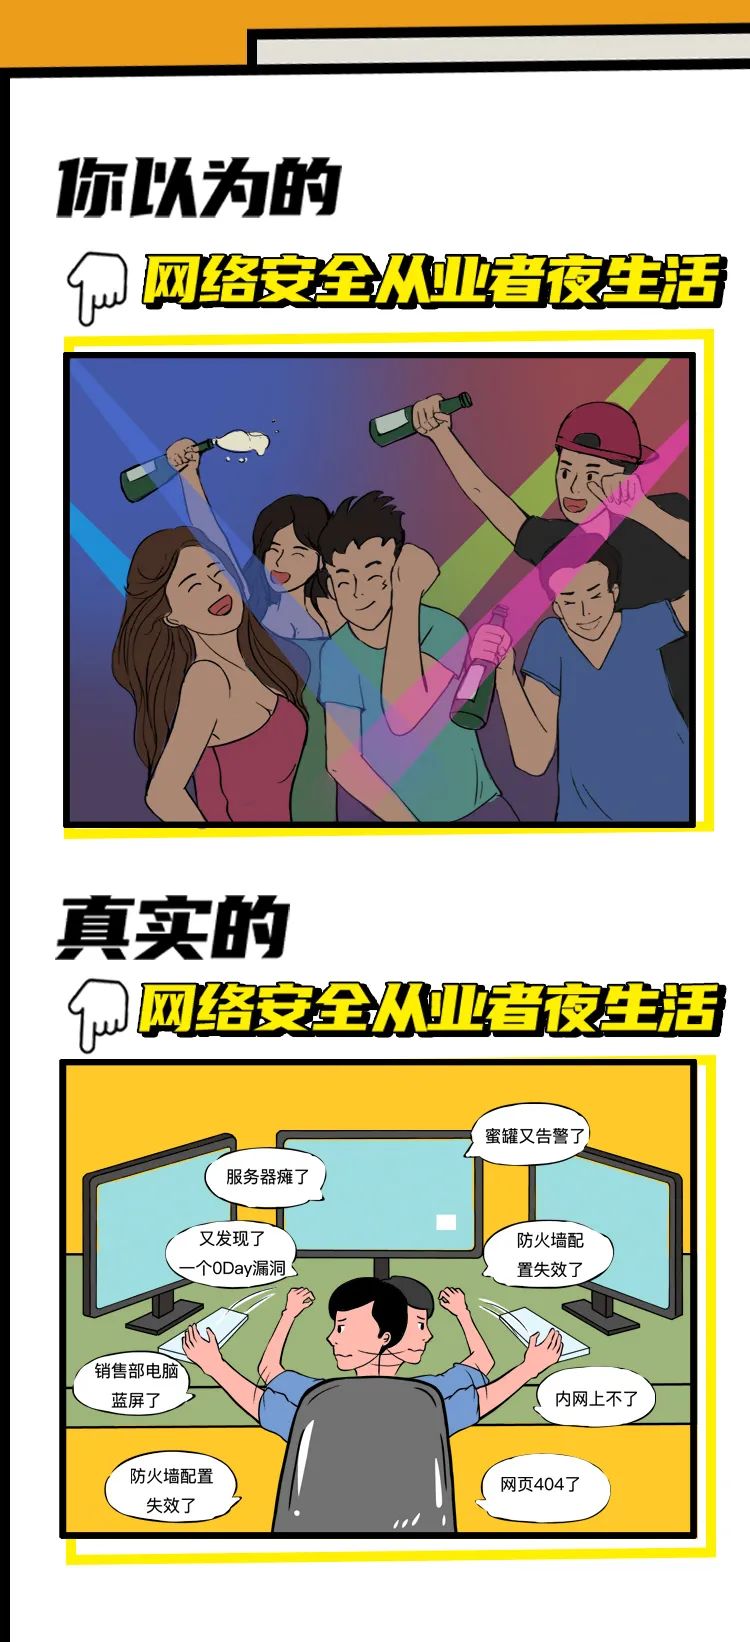 你以为的
网络安全从业者夜生活
真实的
网络安全从业者夜生活
蜜罐又告警了
服务器瘫了
又发现了
一个0Day漏洞
防火墙配
置失效了
销售部电脑
蓝屏了
内网上不了
防火墙配置
失效了
网页404了